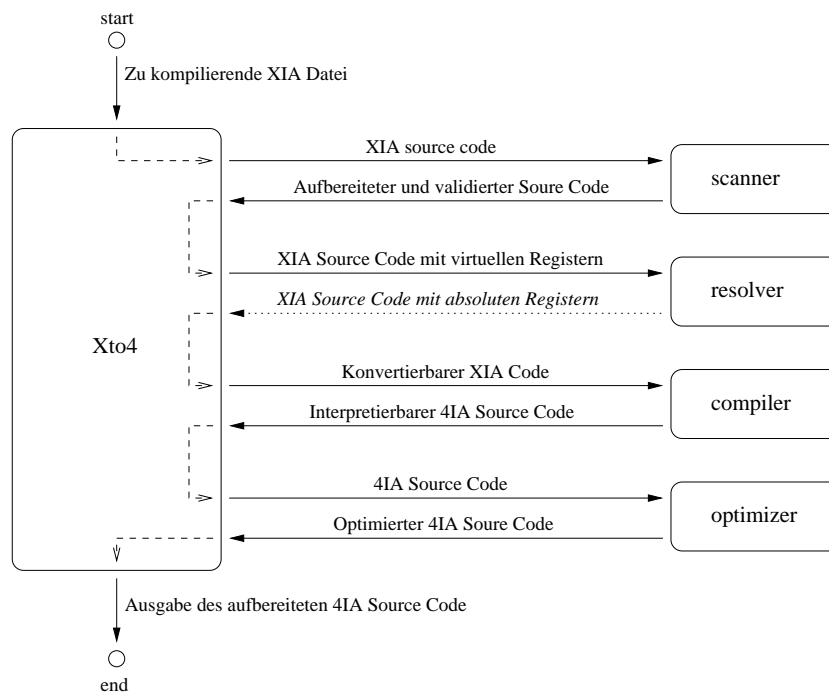 start
Zu kompilierende XIA Datei
XIA source code
scanner
Aufbereiteter und validierter Soure Code
XIA Source Code mit virtuellen Registern
resolver
XIA Source Code mit absoluten Registern
Xto4
Konvertierbarer XIA Code
compiler
Interpretierbarer 4IA Source Code
4IA Source Code
optimizer
Optimierter 4IA Soure Code
Ausgabe des aufbereiteten 4IA Source Code
end